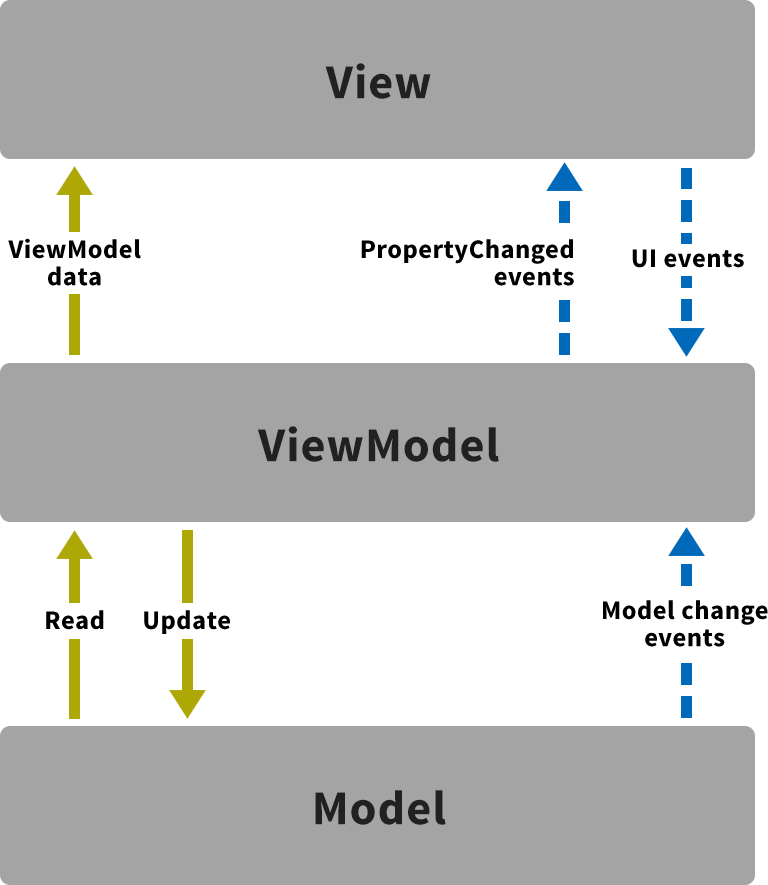 View
ViewModel
data
PropertyChanged
events
UI events
ViewModel
Read
Update
Model change
events
Model